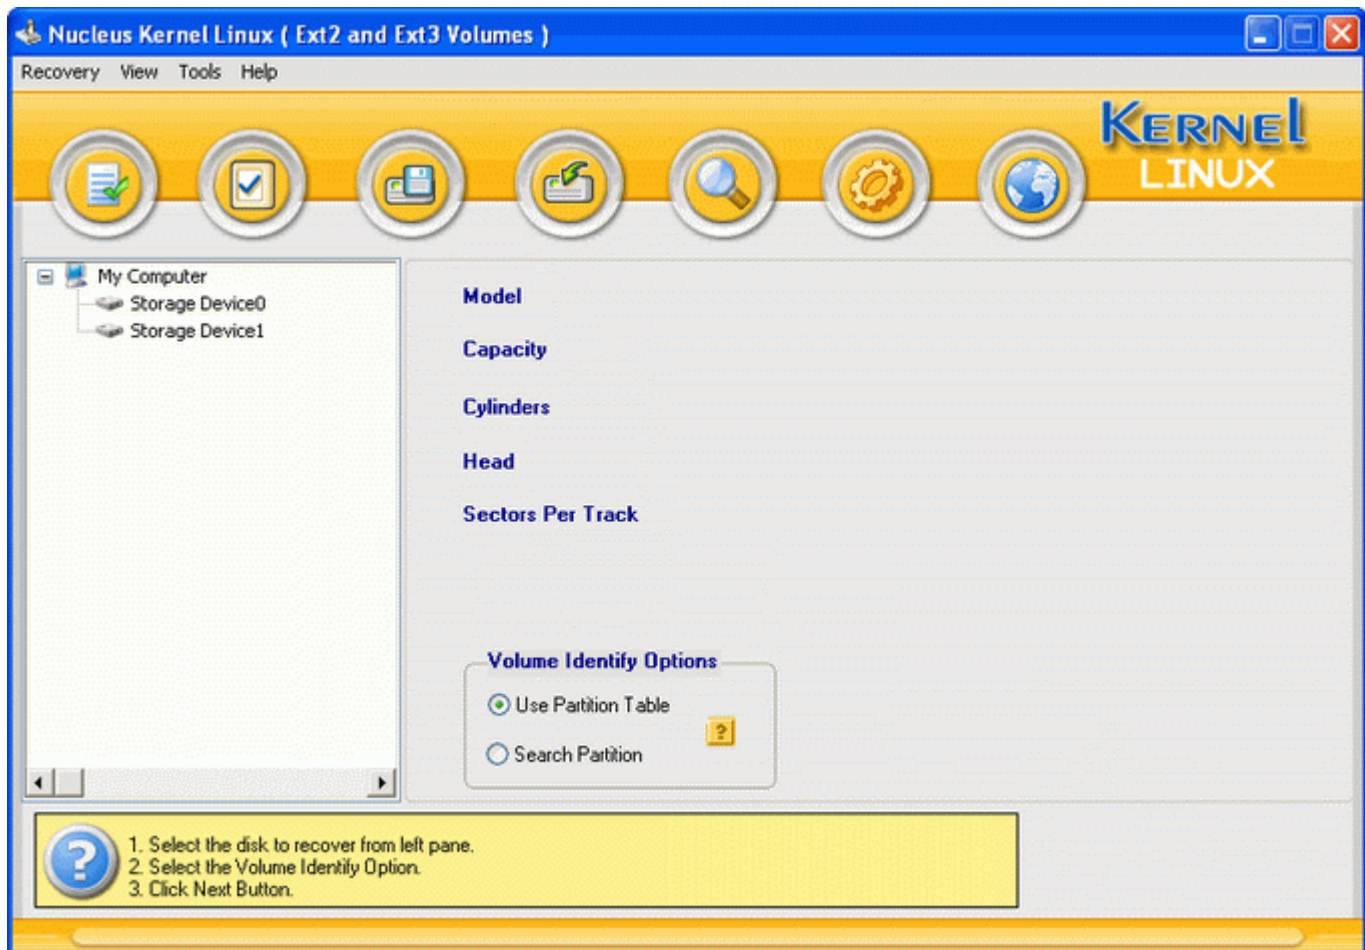 Nucleus Kernel Linux ( Ext2 and Ext3 Volumes )
Recovery View Tools Help
KERNEl
LINUX
My Computer
Storage Device0
Storage Device1
Model
Capacity
Cylinders
Head
Sectors Per Track
Volume Identify Options
Use Partition Table
?
Search Partition
?
1. Select the disk to recover from left pane.
2. Select the Volume Identify Option.
3. Click Next Button.